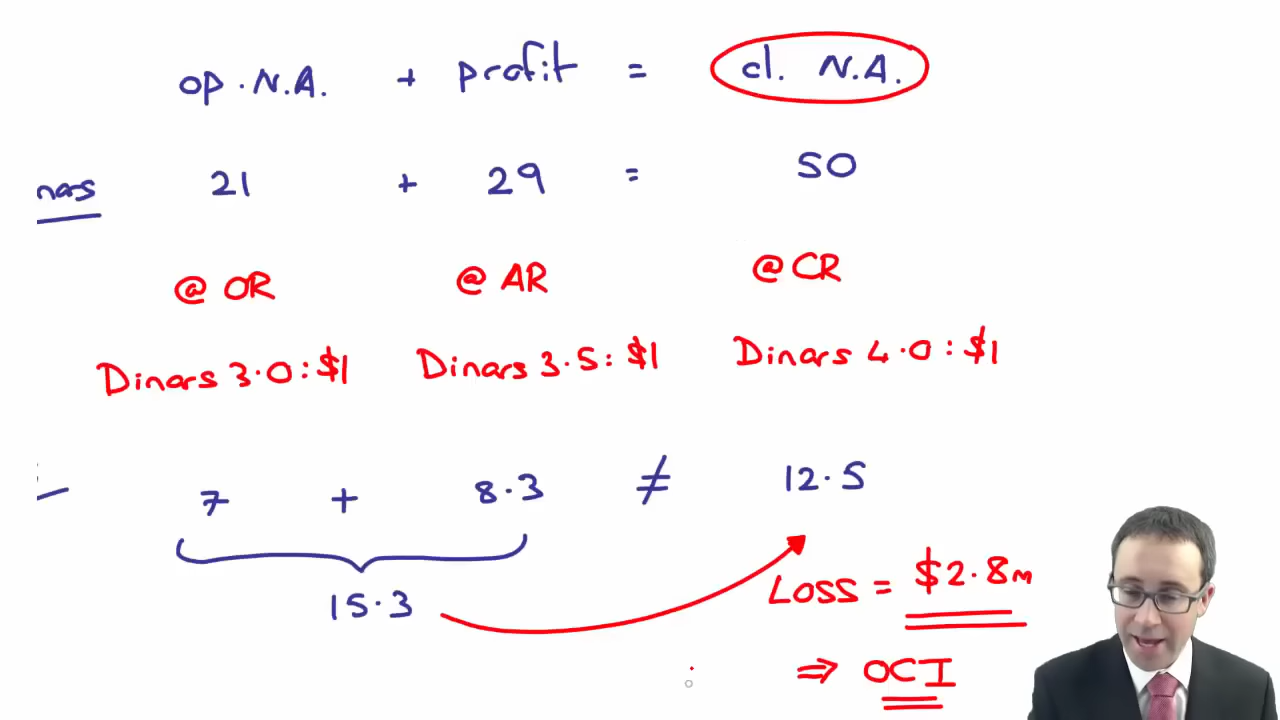 op. N.A. + profit = cl. N.A.
21 + 29 = 50
@ OR @ AR @ CR
Dinars 3.0:$1 Dinars 3.5:$1 Dinars 4.0:$1
7 + 8.3 ≠ 12.5
15.3
Loss = $2.8m
⇒ OCI